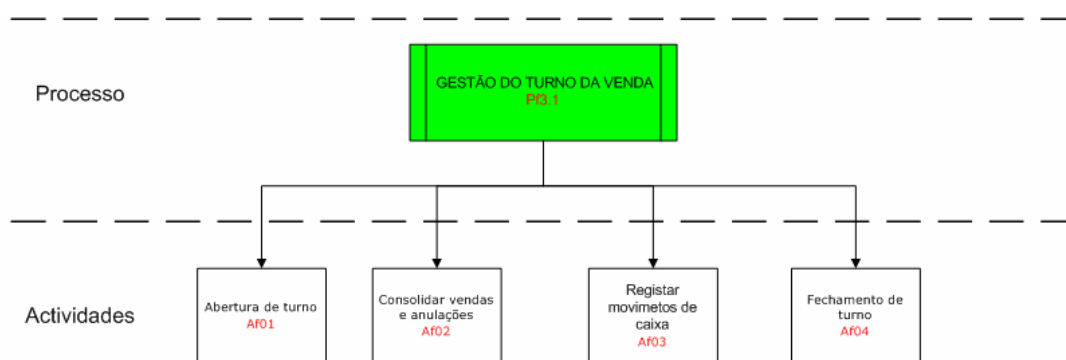 Processo
GESTÃO DO TURNO DA VENDA
Pf3.1
Actividades
Abertura de turno
Af01
Consolidar vendas
e anulações
Af02
Registar
movimetos de
caixa
Af03
Fechamento de
turno
Af04